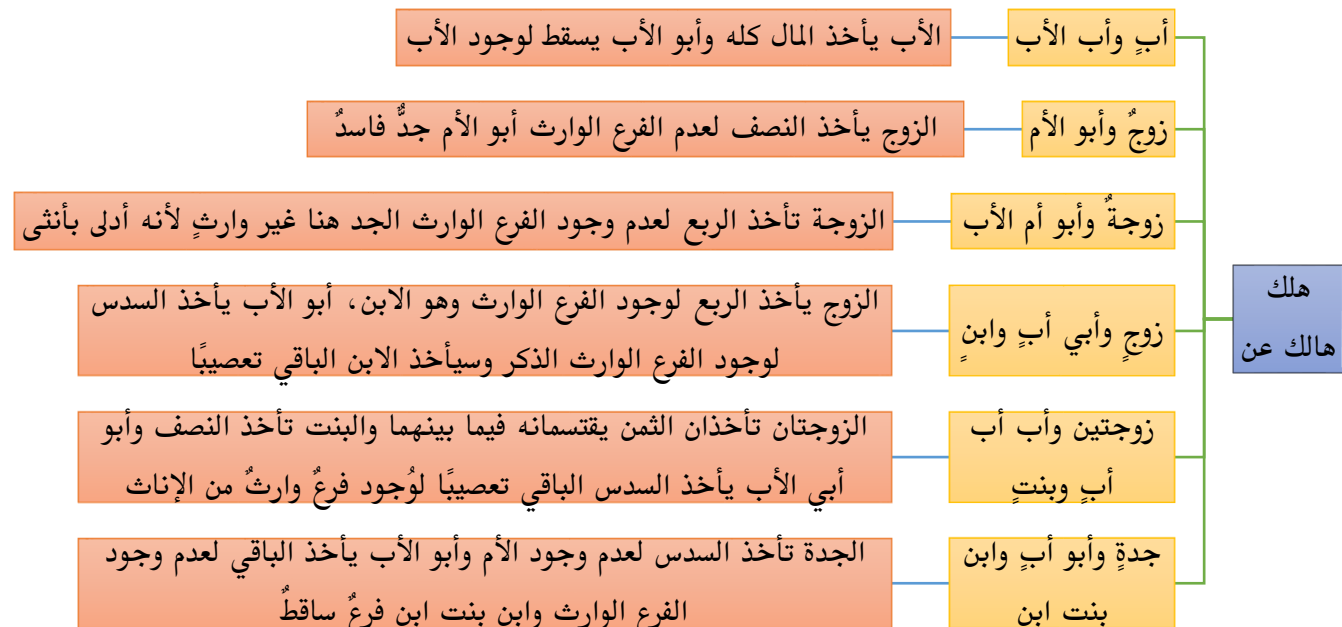 هلك
هالك عن
أبٍ وأب الأب
الأب يأخذ المال كله وأبو الأب يسقط لوجود الأب
زوجٌ وأبو الأم
الزوج يأخذ النصف لعدم الفرع الوارث أبو الأم جدٌّ فاسدٌ
زوجةٌ وأبو أم الأب
الزوجة تأخذ الربع لعدم وجود الفرع الوارث الجد هنا غير وارثٍ لأنه أدلى بأنثى
زوجٍ وأبي أبٍ وابنٍ
الزوج يأخذ الربع لوجود الفرع الوارث وهو الابن، أبو الأب يأخذ السدس
لوجود الفرع الوارث الذكر وسيأخذ الابن الباقي تعصيبًا
زوجتين وأب أب
أبٍ وبنتٍ
الزوجتان تأخذان الثمن يقتسمانه فيما بينهما والبنت تأخذ النصف وأبو
أبي الأب يأخذ السدس الباقي تعصيبًا لوُجود فرعٌ وارثٌ من الإناث
جدةٍ وأبو أبٍ وابن
بنت ابن
الجدة تأخذ السدس لعدم وجود الأم وأبو الأب يأخذ الباقي لعدم وجود
الفرع الوارث وابن بنت ابن فرعٌ ساقطٌ